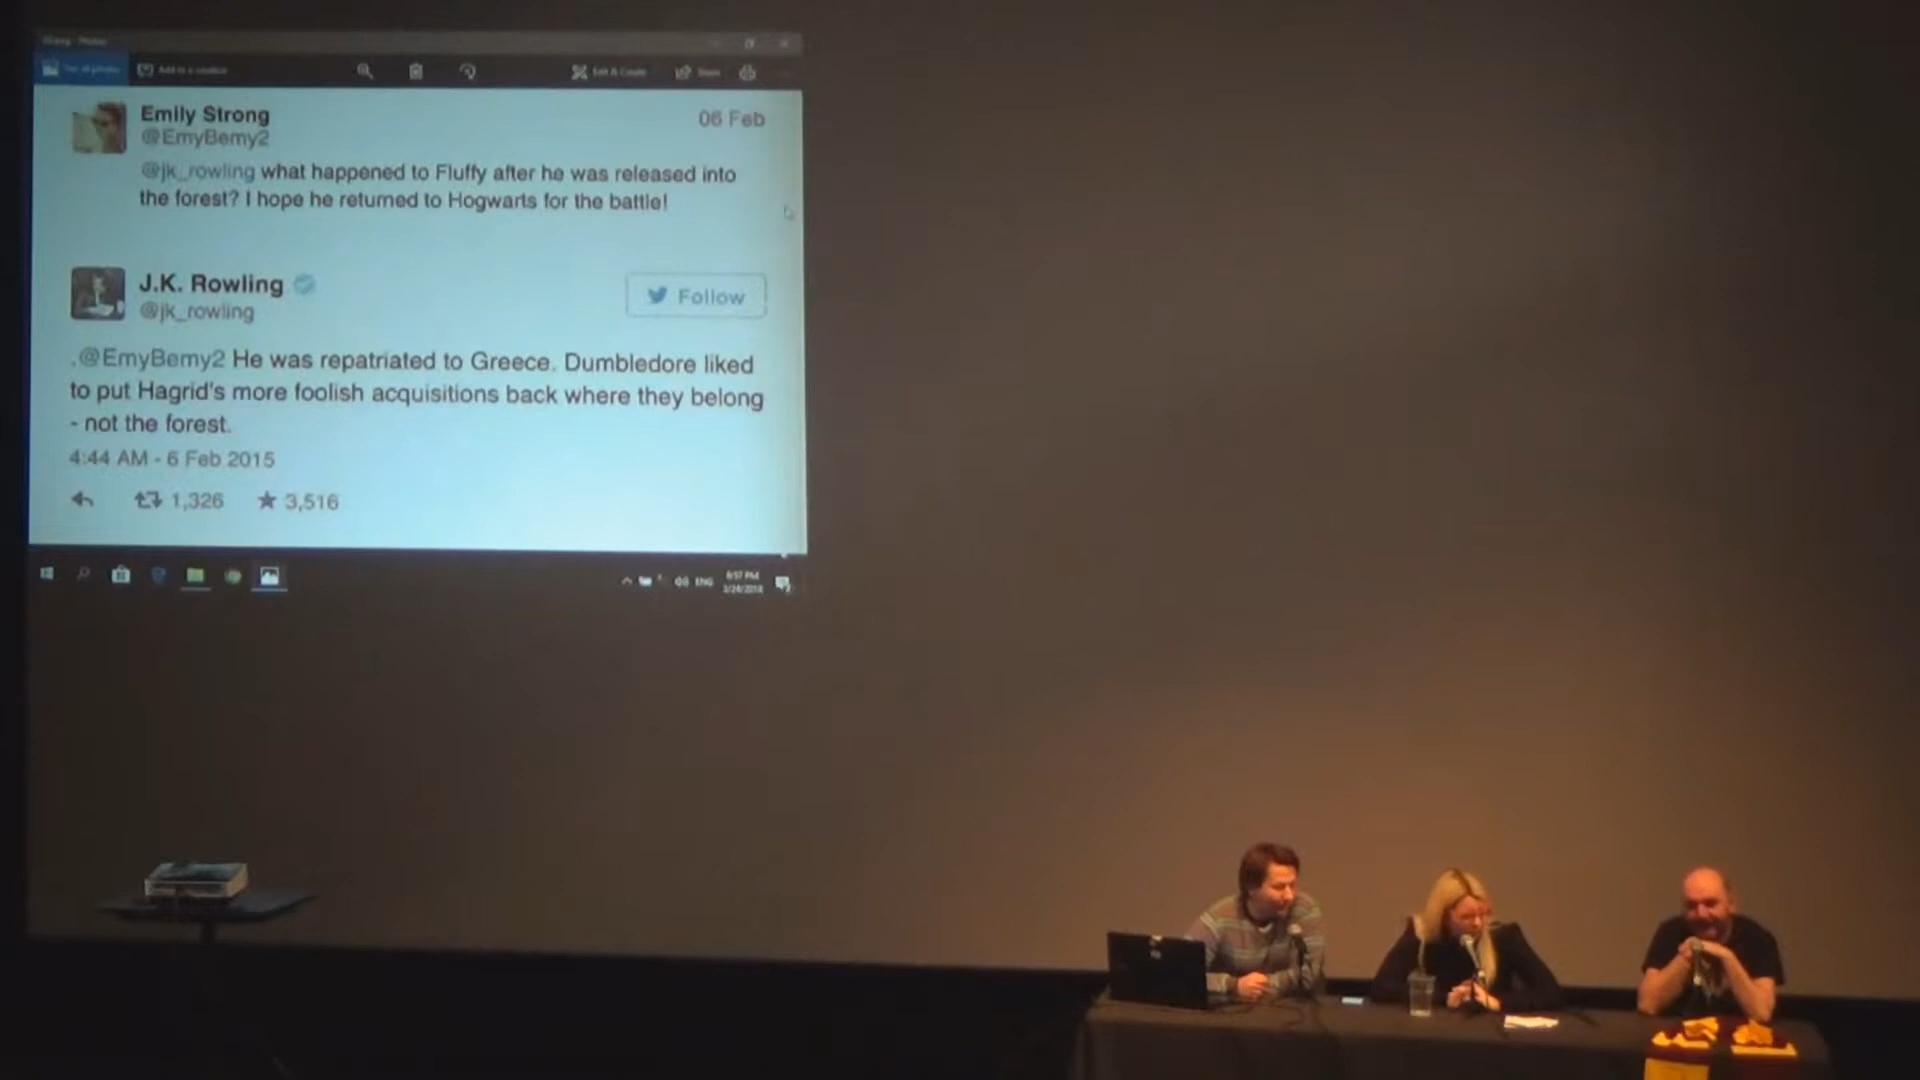 Emily Strong
@EmyBemy2
06 Feb
@jk_rowling what happened to Fluffy after he was released into
the forest? I hope he returned to Hogwarts for the battle!
J.K. Rowling
@jk_rowling
Follow
.@EmyBemy2 He was repatriated to Greece. Dumbledore liked
to put Hagrid's more foolish acquisitions back where they belong
- not the forest.
4:44 AM - 6 Feb 2015
1,326 3,516
ENG